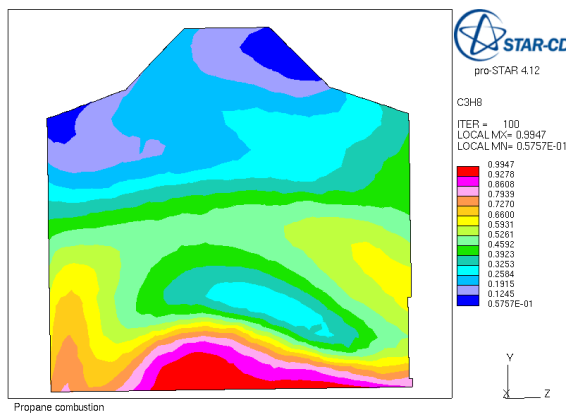 STAR-CD
pro-STAR 4.12
C3H8
ITER = 100
LOCAL MX= 0.9947
LOCAL MN= 0.5757E-01
0.9947
0.9278
0.8608
0.7939
0.7270
0.6600
0.5931
0.5261
0.4592
0.3923
0.3253
0.2584
0.1915
0.1245
0.5757E-01
Y
X Z
Propane combustion